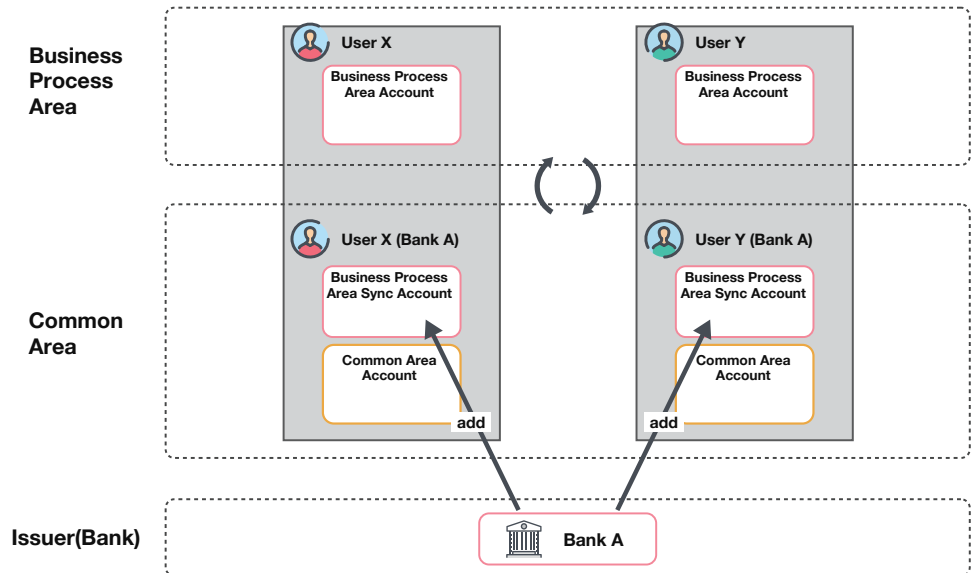 Business
Process
Area
User X
Business Process
Area Account
User Y
Business Process
Area Account
Common
Area
User X (Bank A)
Business Process
Area Sync Account
Common Area
Account
add
User Y (Bank A)
Business Process
Area Sync Account
Common Area
Account
add
Issuer(Bank)
Bank A